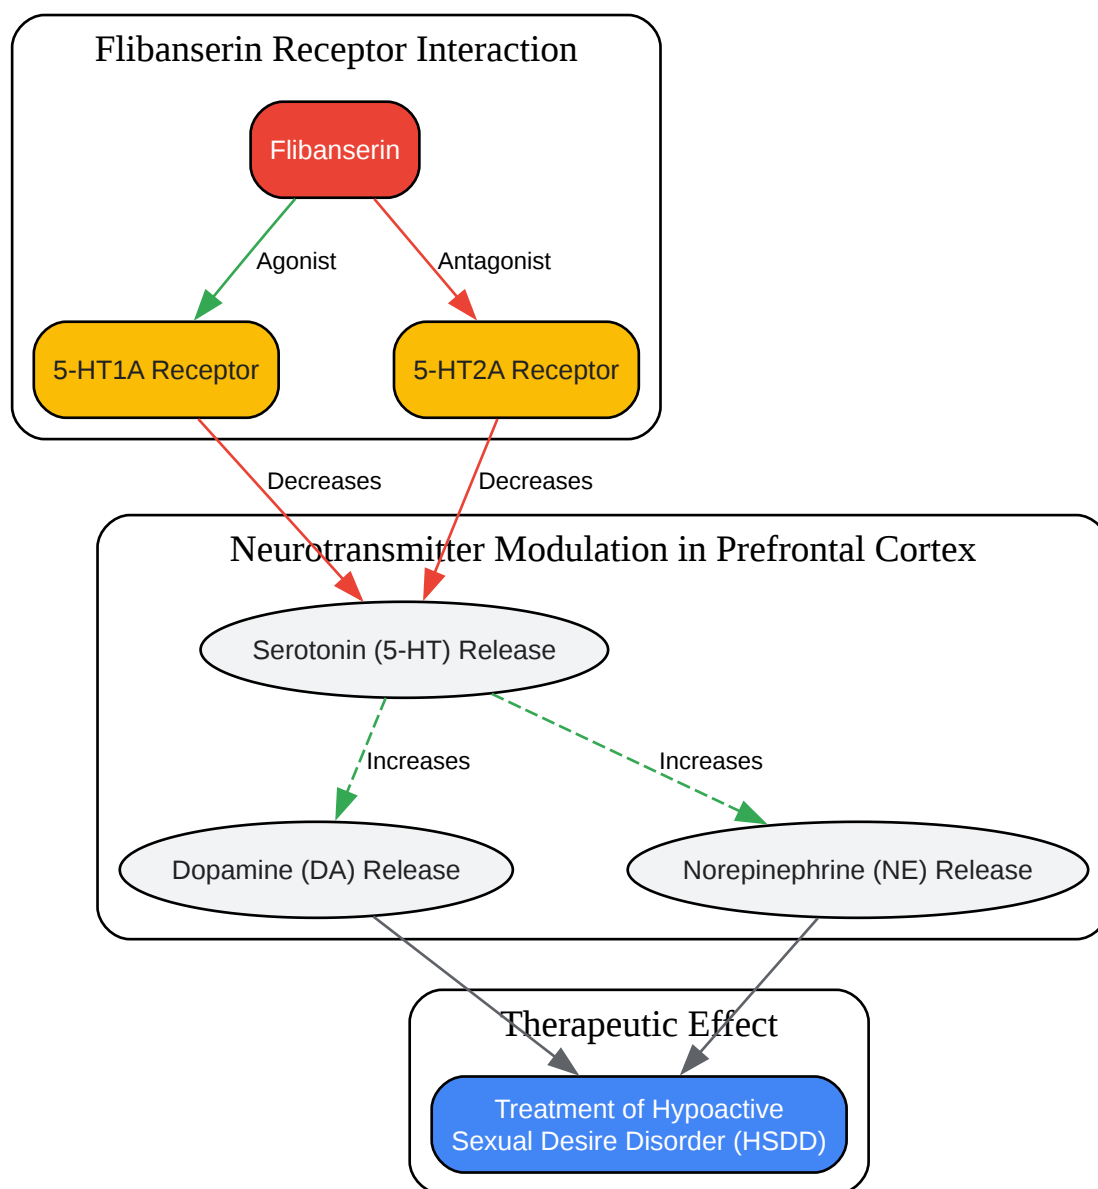 Flibanserin Receptor Interaction
Flibanserin
Agonist
Antagonist
5-HT1A Receptor
5-HT2A Receptor
Decreases
Decreases
Neurotransmitter Modulation in Prefrontal Cortex
Serotonin (5-HT) Release
Increases
Increases
Dopamine (DA) Release
Norepinephrine (NE) Release
Therapeutic Effect
Treatment of Hypoactive
Sexual Desire Disorder (HSDD)